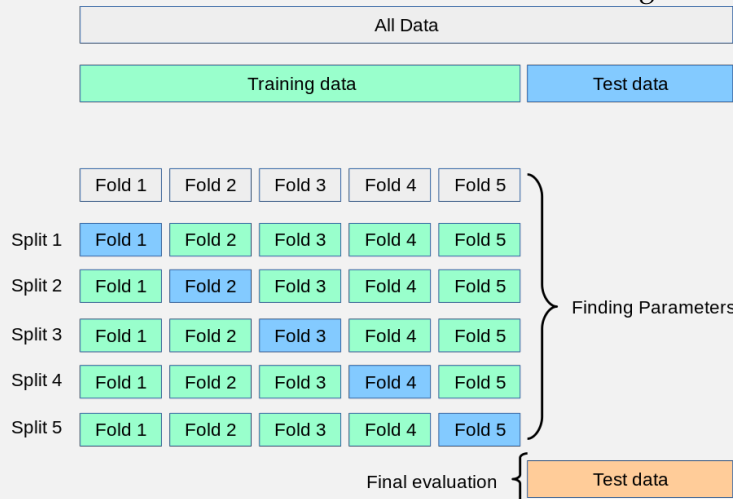 All Data
Training data Test data
Fold 1 Fold 2 Fold 3 Fold 4 Fold 5
Split 1 Fold 1 Fold 2 Fold 3 Fold 4 Fold 5
Split 2 Fold 1 Fold 2 Fold 3 Fold 4 Fold 5
Finding Parameters
Split 3 Fold 1 Fold 2 Fold 3 Fold 4 Fold 5
Split 4 Fold 1 Fold 2 Fold 3 Fold 4 Fold 5
Split 5 Fold 1 Fold 2 Fold 3 Fold 4 Fold 5
Final evaluation Test data